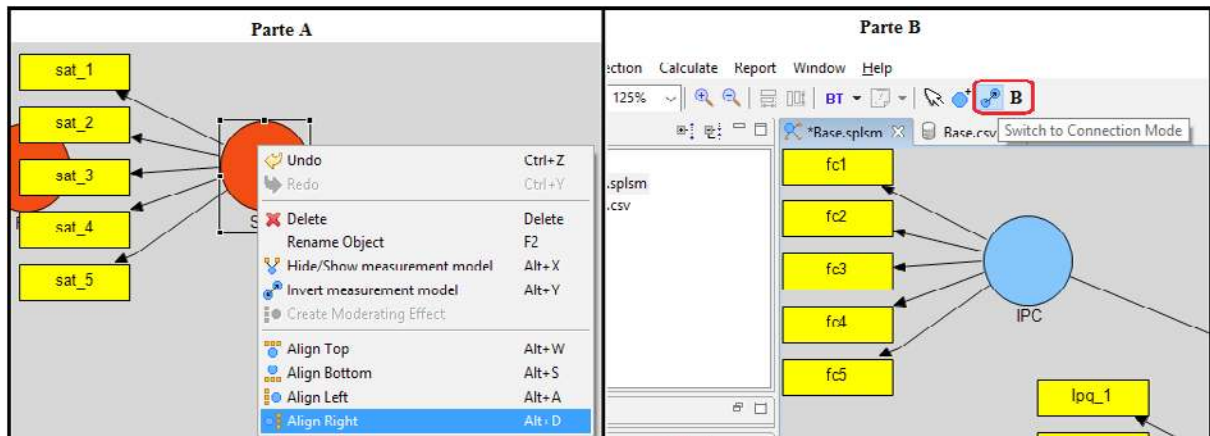 Parte A
sat_1
sat_2
sat_3
sat_4
sat_5
Undo Ctrl+Z
Redo Ctrl+Y
Delete Delete
Rename Object F2
Hide/Show measurement model Alt+X
Invert measurement model Alt+Y
Create Moderating Effect
Align Top Alt+W
Align Bottom Alt+S
Align Left Alt+A
Align Right Alt+D
Parte B
ection Calculate Report Window Help
125% BT B
*Base.splsm Base.csv Switch to Connection Mode
.splsm
.csv
fc1
fc2
fc3
fc4
fc5
IPC
lpq_1